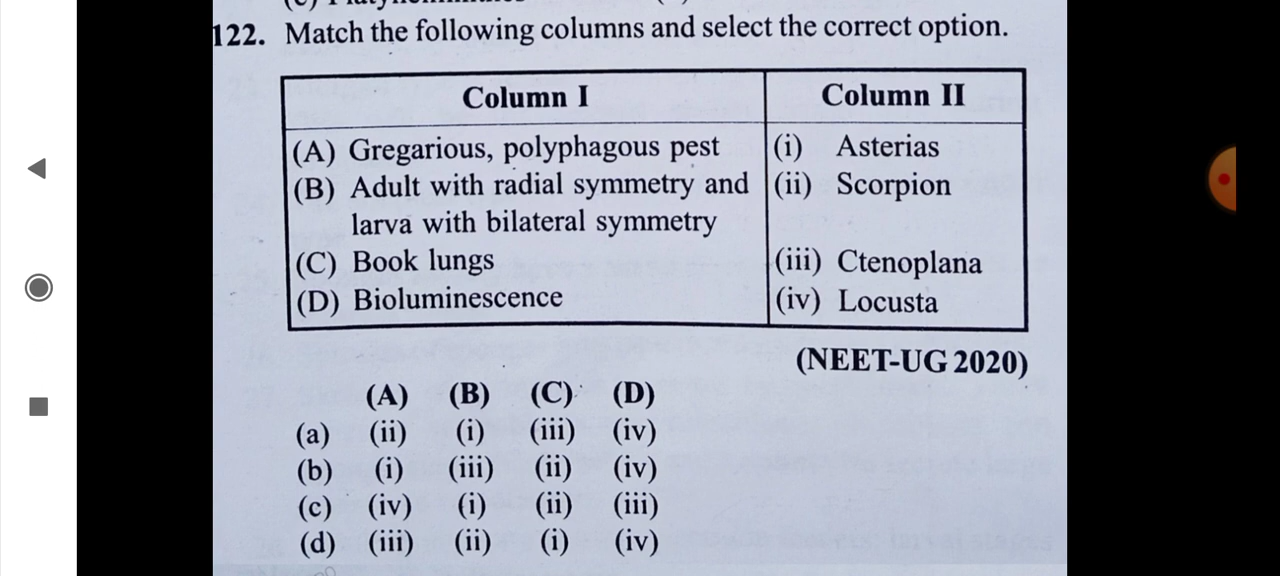 122. Match the following columns and select the correct option.
Column I Column II
(A) Gregarious, polyphagous pest (i) Asterias
(B) Adult with radial symmetry and (ii) Scorpion
larva with bilateral symmetry
(C) Book lungs (iii) Ctenoplana
(D) Bioluminescence (iv) Locusta
(NEET-UG 2020)
(A) (B) (C) (D)
(a) (ii) (i) (iii) (iv)
(b) (i) (iii) (ii) (iv)
(c) (iv) (i) (ii) (iii)
(d) (iii) (ii) (i) (iv)